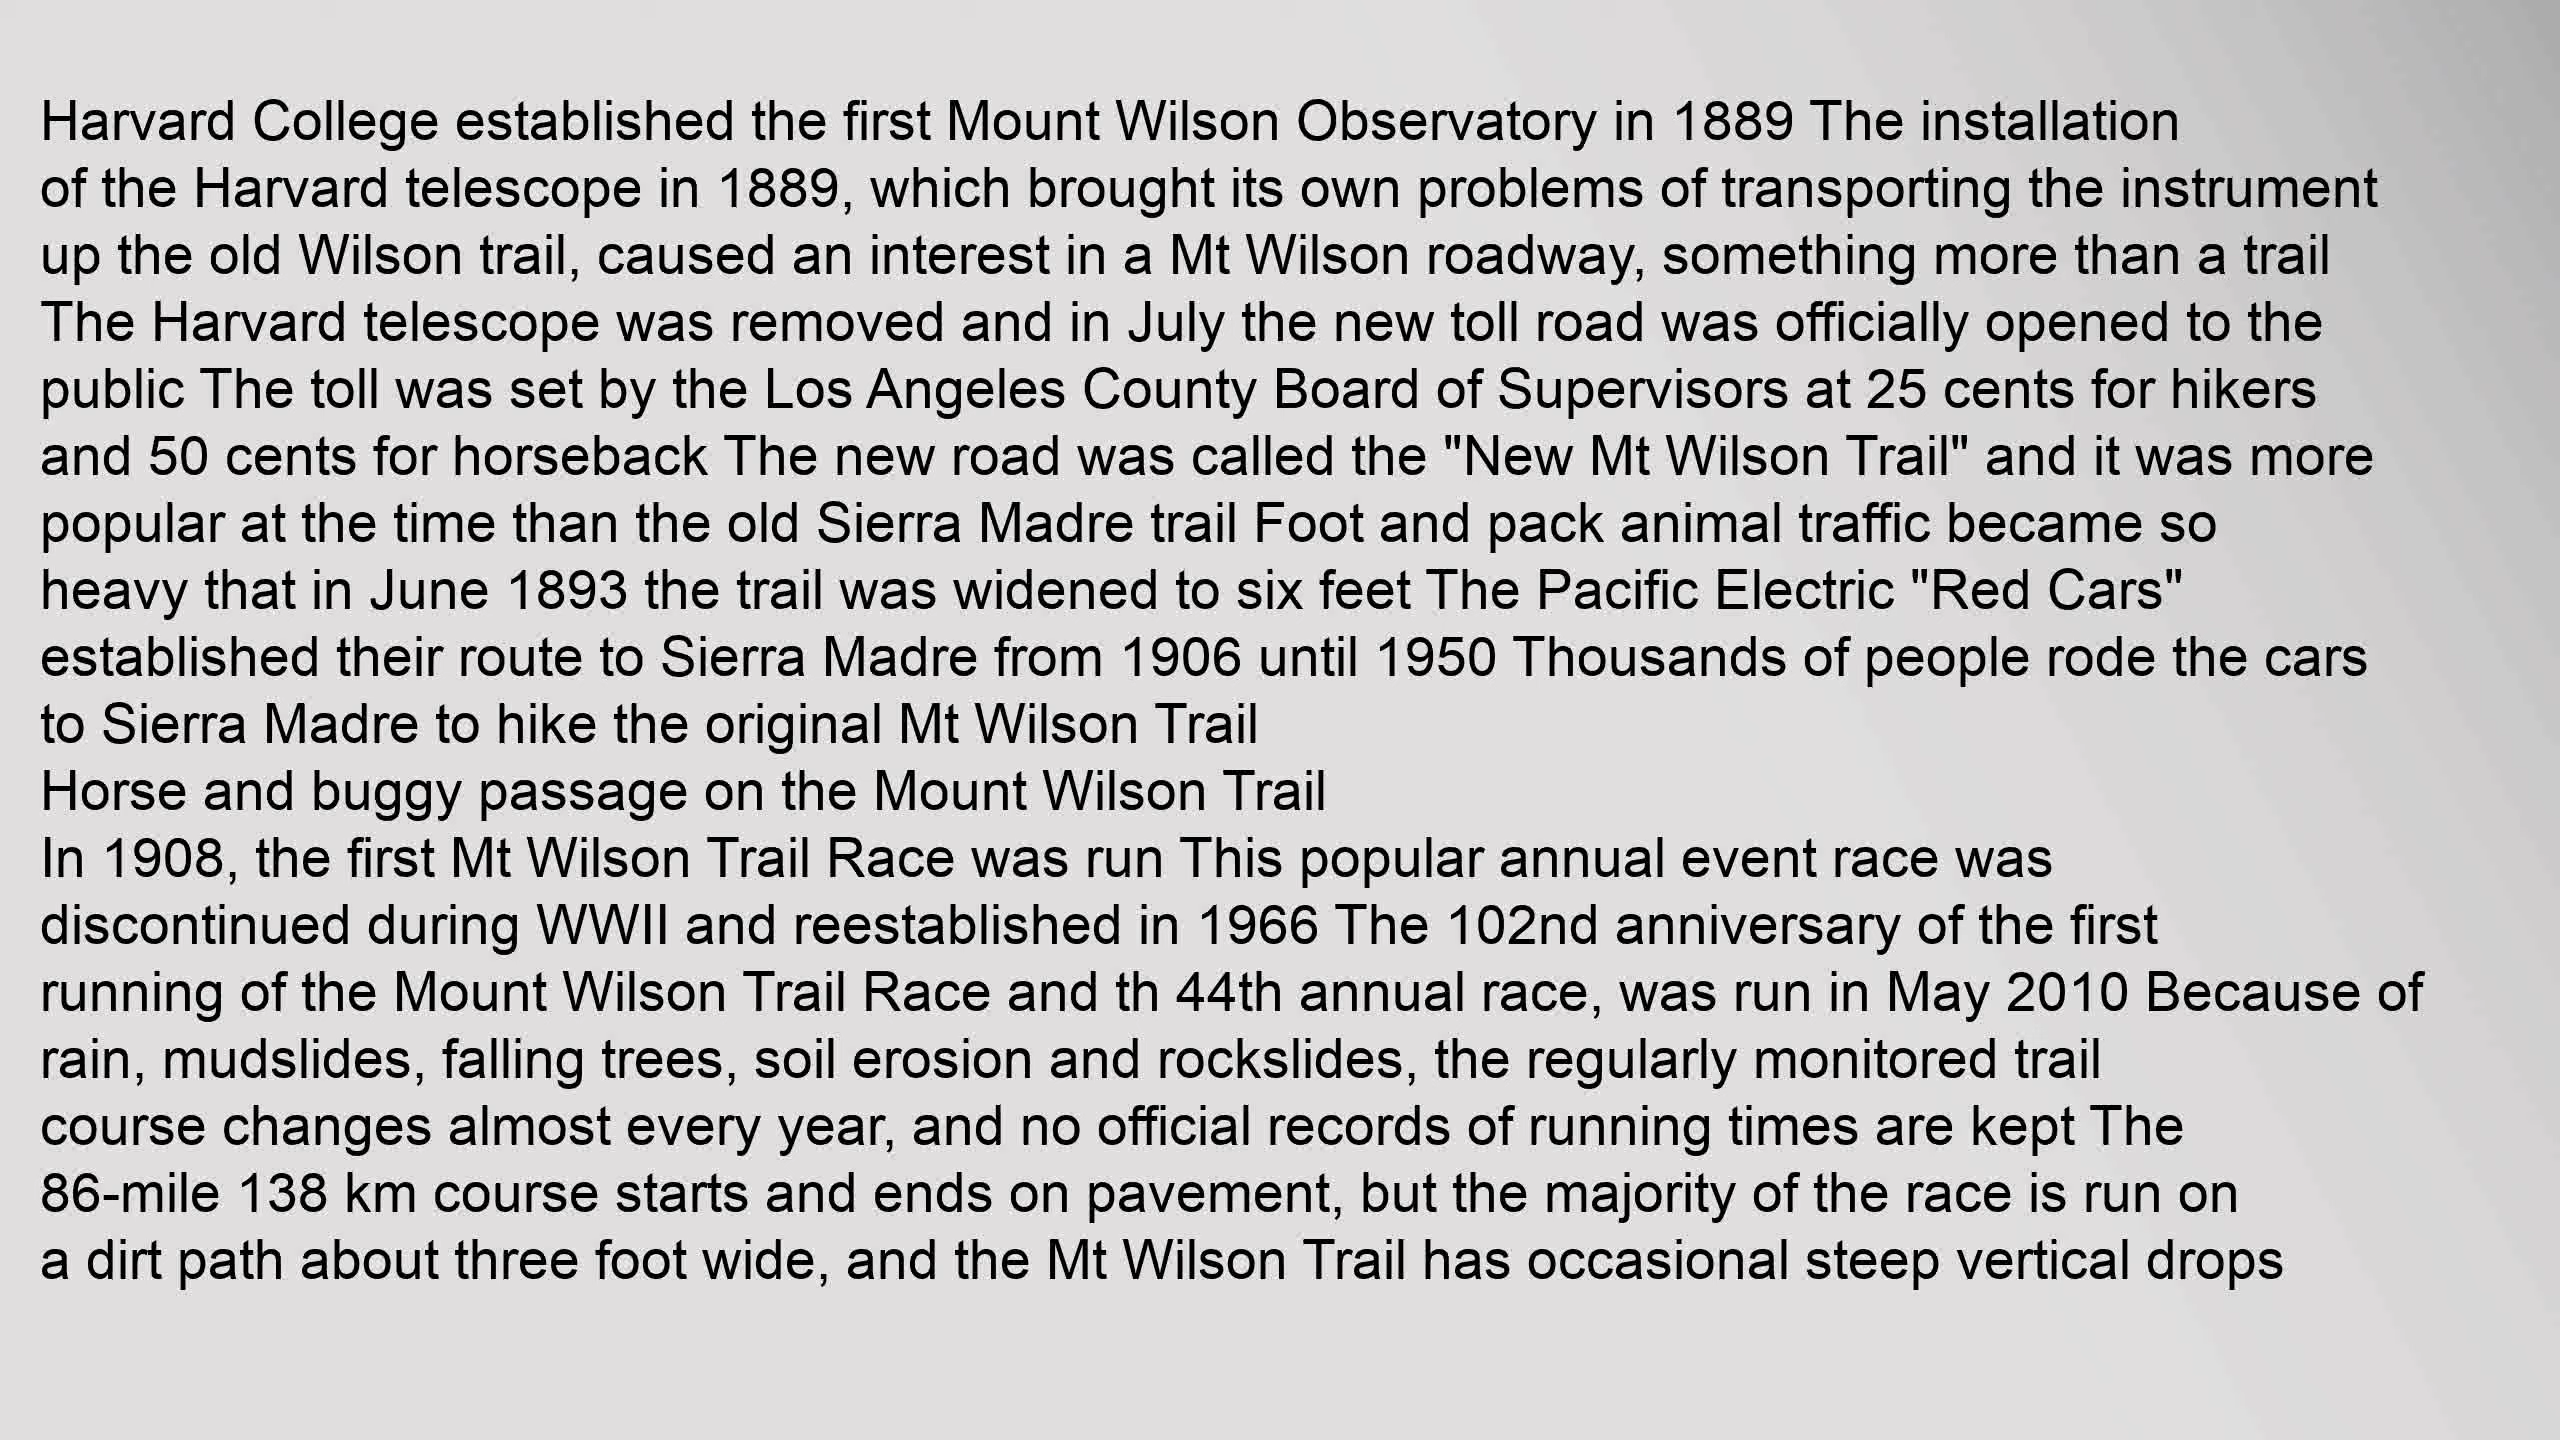 Harvard College established the first Mount Wilson Observatory in 1889 The installation
of the Harvard telescope in 1889, which brought its own problems of transporting the instrument
up the old Wilson trail, caused an interest in a Mt Wilson roadway, something more than a trail
The Harvard telescope was removed and in July the new toll road was officially opened to the
public The toll was set by the Los Angeles County Board of Supervisors at 25 cents for hikers
and 50 cents for horseback The new road was called the "New Mt Wilson Trail" and it was more
popular at the time than the old Sierra Madre trail Foot and pack animal traffic became so
heavy that in June 1893 the trail was widened to six feet The Pacific Electric "Red Cars"
established their route to Sierra Madre from 1906 until 1950 Thousands of people rode the cars
to Sierra Madre to hike the original Mt Wilson Trail
Horse and buggy passage on the Mount Wilson Trail
In 1908, the first Mt Wilson Trail Race was run This popular annual event race was
discontinued during WWII and reestablished in 1966 The 102nd anniversary of the first
running of the Mount Wilson Trail Race and th 44th annual race, was run in May 2010 Because of
rain, mudslides, falling trees, soil erosion and rockslides, the regularly monitored trail
course changes almost every year, and no official records of running times are kept The
86-mile 138 km course starts and ends on pavement, but the majority of the race is run on
a dirt path about three foot wide, and the Mt Wilson Trail has occasional steep vertical drops